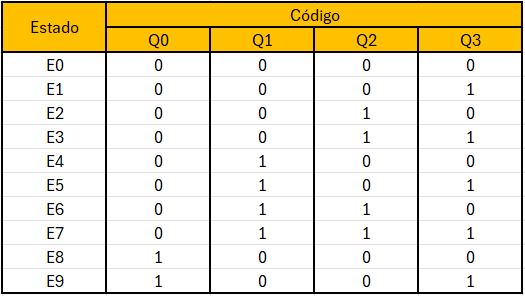 Estado Código
Q0 Q1 Q2 Q3
E0 0 0 0 0
E1 0 0 0 1
E2 0 0 1 0
E3 0 0 1 1
E4 0 1 0 0
E5 0 1 0 1
E6 0 1 1 0
E7 0 1 1 1
E8 1 0 0 0
E9 1 0 0 1